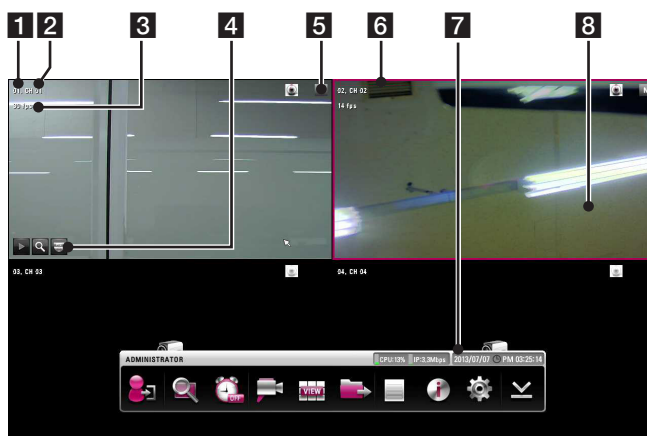 1 2 3 4 5 6 7 8
01, CH 01
30 fps
02, CH 02
14 fps
03, CH 03
04, CH 04
ADMINISTRATOR
CPU:13% IP:3.3Mbps 2013/07/07 PM 03:25:14
OFF
VIEW